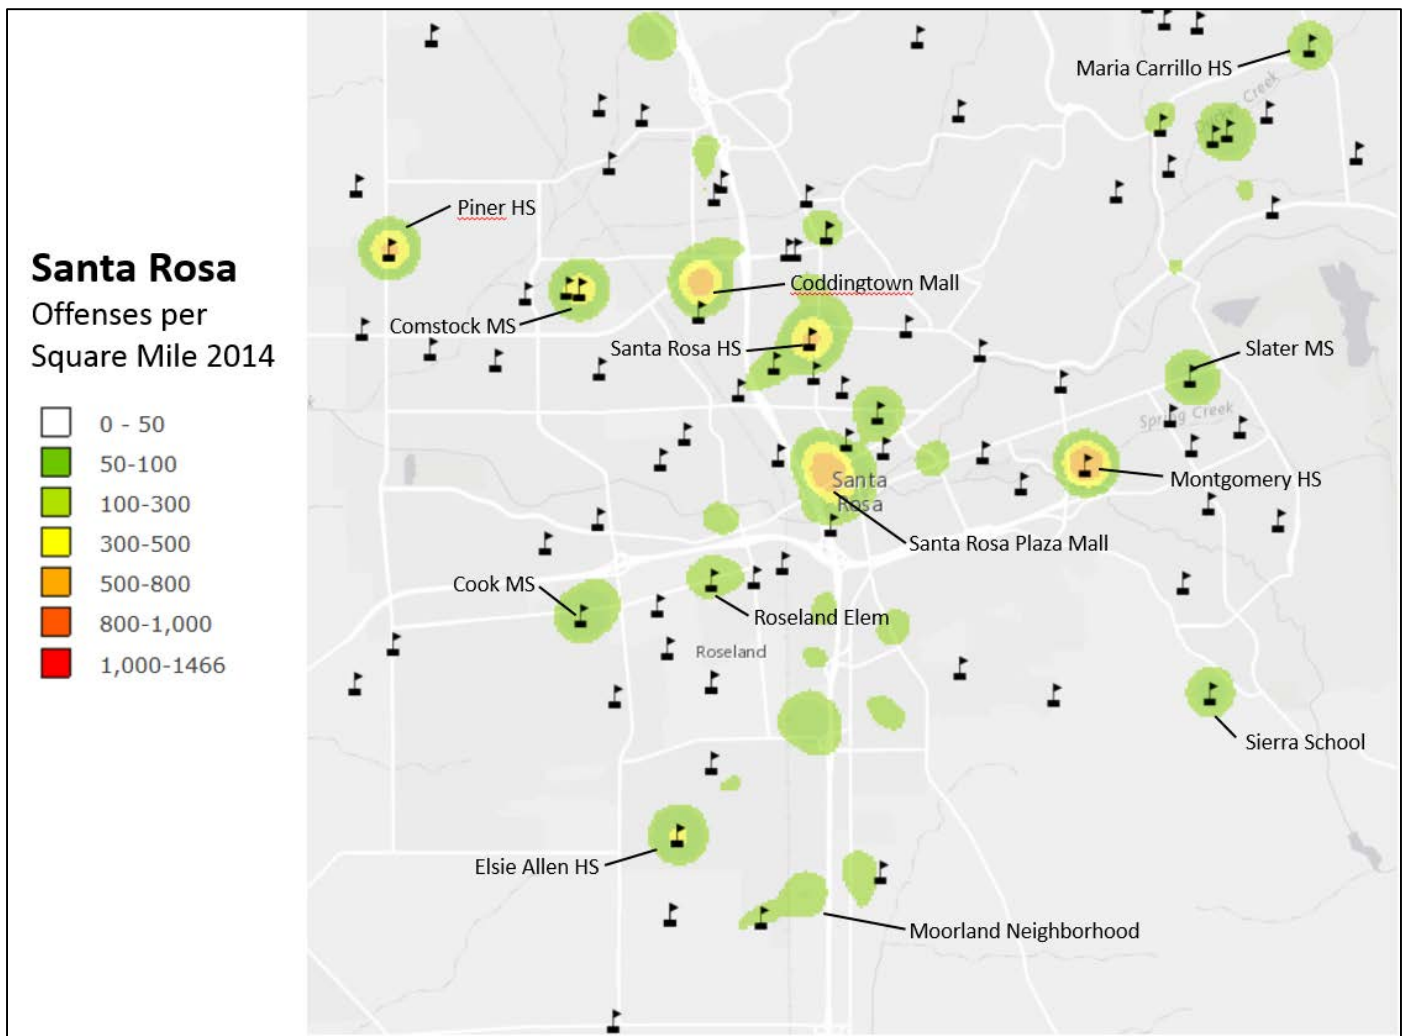 Santa Rosa
Offenses per
Square Mile 2014
0 - 50
50-100
100-300
300-500
500-800
800-1,000
1,000-1466
Maria Carrillo HS
Creek
Piner HS
Coddingtown Mall
Comstock MS
Santa Rosa HS
Slater MS
Spring Creek
Montgomery HS
Santa
Rosa
Santa Rosa Plaza Mall
Cook MS
Roseland Elem
Roseland
Sierra School
Elsie Allen HS
Moorland Neighborhood